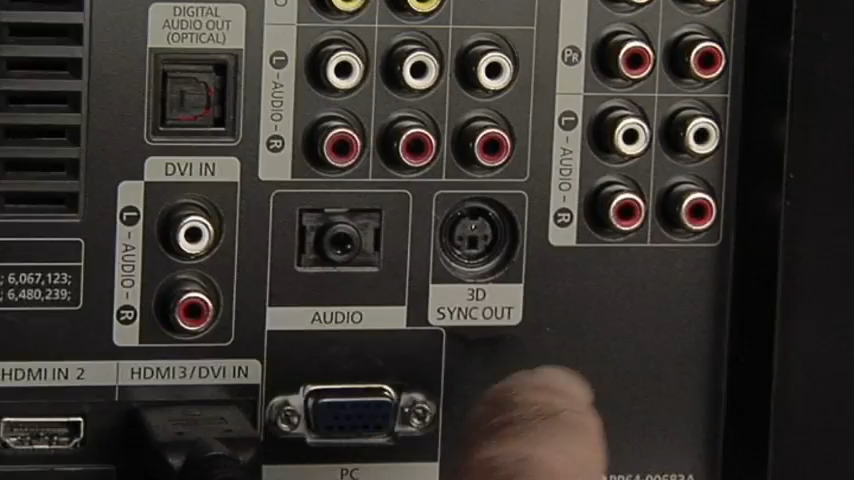 DIGITAL
AUDIO OUT
(OPTICAL)
L - AUDIO - R
PR
L - AUDIO - R
DVI IN
L - AUDIO - R
; 6,067,123;
; 6,480,239;
AUDIO
3D
SYNC OUT
HDMI IN 2
HDMI3/DVI IN
PC